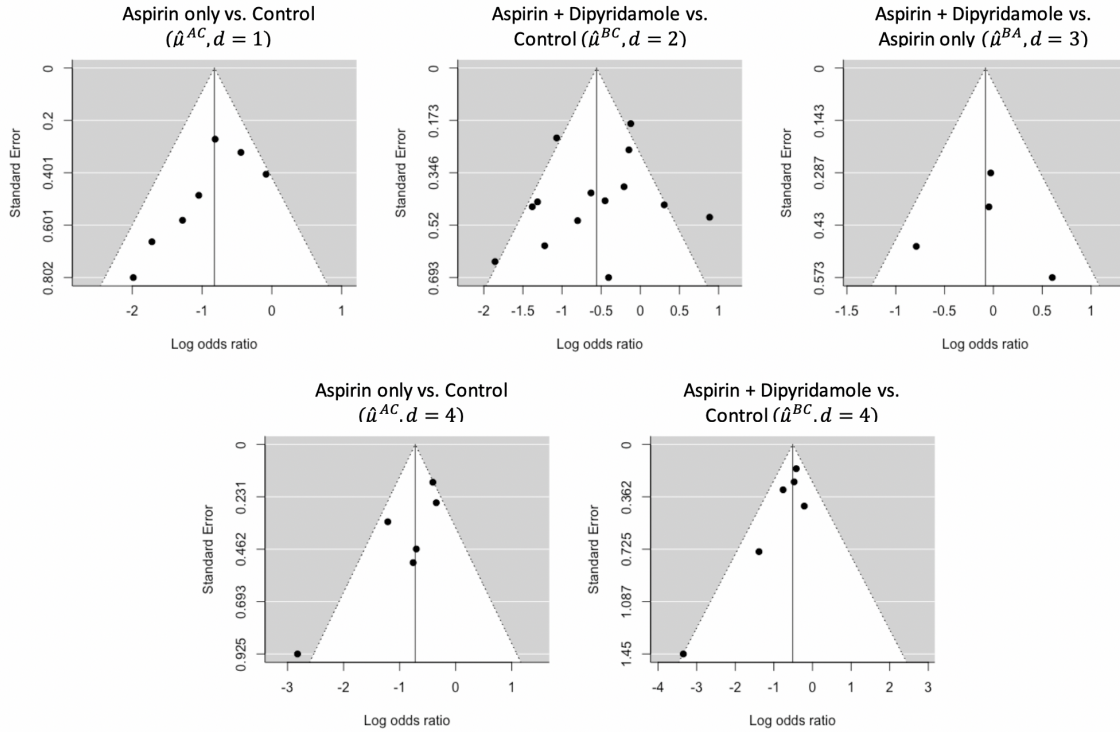 Aspirin only vs. Control
(μ̂^{AC}, d = 1)
Standard Error
0
0.2
0.401
0.601
0.802
-2
-1
0
1
Log odds ratio
Aspirin + Dipyridamole vs.
Control (μ̂^{BC}, d = 2)
Standard Error
0
0.173
0.346
0.52
0.693
-2
-1.5
-1
-0.5
0
0.5
1
Log odds ratio
Aspirin + Dipyridamole vs.
Aspirin only (μ̂^{BA}, d = 3)
Standard Error
0
0.143
0.287
0.43
0.573
-1.5
-1
-0.5
0
0.5
1
Log odds ratio
Aspirin only vs. Control
(μ̂^{AC}, d = 4)
Standard Error
0
0.231
0.462
0.693
0.925
-3
-2
-1
0
1
Log odds ratio
Aspirin + Dipyridamole vs.
Control (μ̂^{BC}, d = 4)
Standard Error
0
0.362
0.725
1.087
1.45
-4
-3
-2
-1
0
1
2
3
Log odds ratio